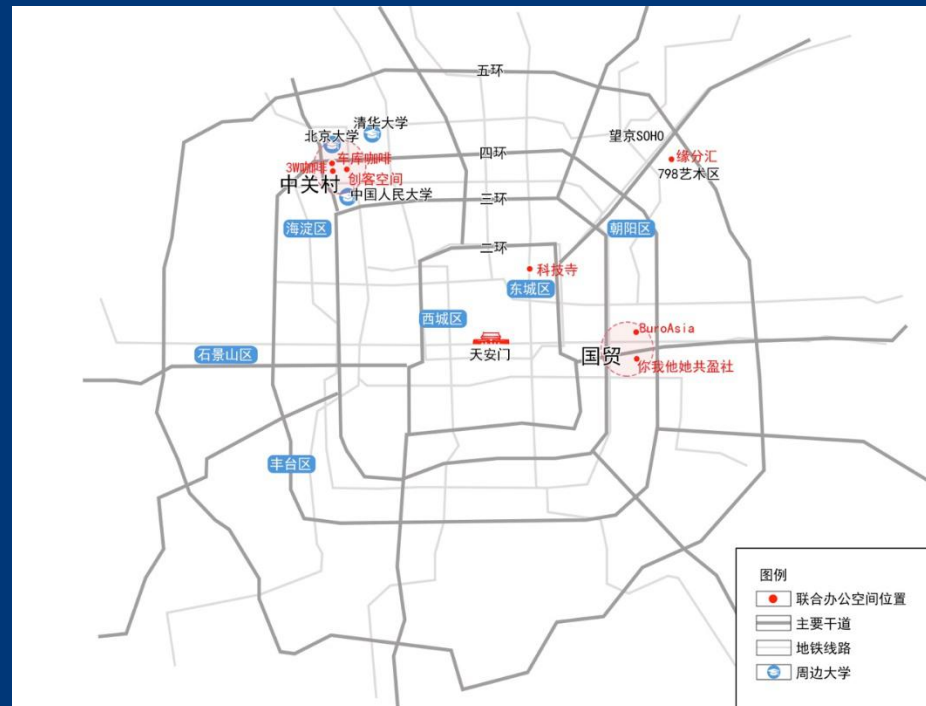 五环
清华大学
北京大学
望京SOHO
四环
车库咖啡
缘分汇
3W咖啡
798艺术区
创客空间
中关村
中国人民大学
三环
海淀区
朝阳区
二环
科技寺
东城区
西城区
BuroAsia
天安门
石景山区
国贸
你我他她共盈社
丰台区
图例
联合办公空间位置
主要干道
地铁线路
周边大学